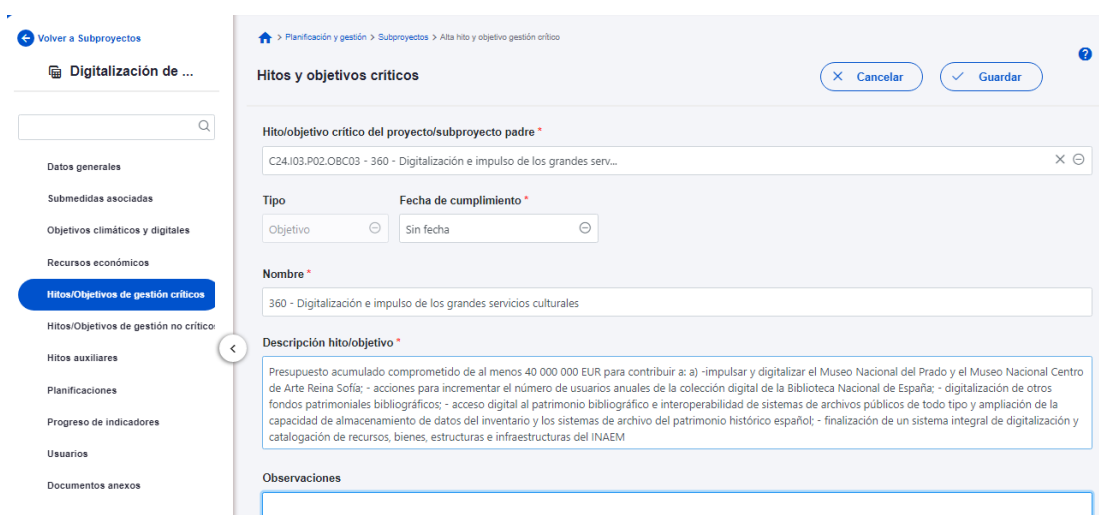 Volver a Subproyectos
Digitalización de ...
Datos generales
Submedidas asociadas
Objetivos climáticos y digitales
Recursos económicos
Hitos/Objetivos de gestión críticos
Hitos/Objetivos de gestión no crítico
Hitos auxiliares
Planificaciones
Progreso de indicadores
Usuarios
Documentos anexos
> Planificación y gestión > Subproyectos > Alta hito y objetivo gestión crítico
?
Hitos y objetivos críticos
Cancelar
Guardar
Hito/objetivo crítico del proyecto/subproyecto padre *
C24.I03.P02.OBC03 - 360 - Digitalización e impulso de los grandes serv...
Tipo Fecha de cumplimiento *
Objetivo Sin fecha
Nombre *
360 - Digitalización e impulso de los grandes servicios culturales
Descripción hito/objetivo *
Presupuesto acumulado comprometido de al menos 40 000 000 EUR para contribuir a: a) -impulsar y digitalizar el Museo Nacional del Prado y el Museo Nacional Centro
de Arte Reina Sofía; - acciones para incrementar el número de usuarios anuales de la colección digital de la Biblioteca Nacional de España; - digitalización de otros
fondos patrimoniales bibliográficos; - acceso digital al patrimonio bibliográfico e interoperabilidad de sistemas de archivos públicos de todo tipo y ampliación de la
capacidad de almacenamiento de datos del inventario y los sistemas de archivo del patrimonio histórico español; - finalización de un sistema integral de digitalización y
catalogación de recursos, bienes, estructuras e infraestructuras del INAEM
Observaciones